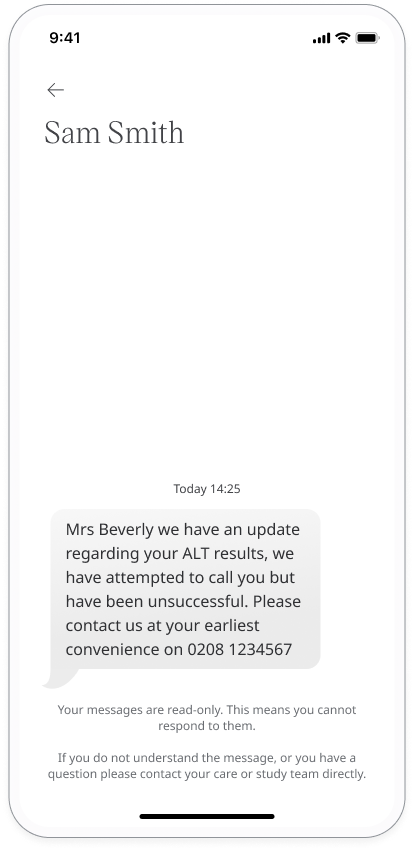 9:41
Sam Smith
Today 14:25
Mrs Beverly we have an update
regarding your ALT results, we
have attempted to call you but
have been unsuccessful. Please
contact us at your earliest
convenience on 0208 1234567
Your messages are read-only. This means you cannot
respond to them.
If you do not understand the message, or you have a
question please contact your care or study team directly.